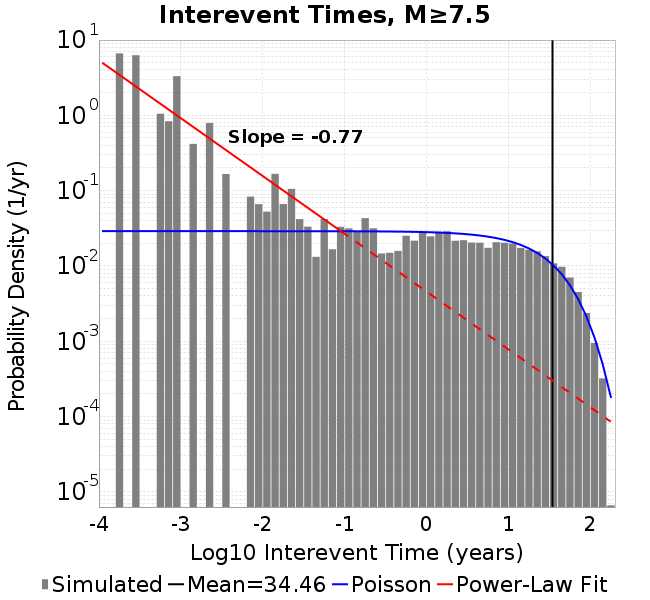 Interevent Times, M≥7.5
Probability Density (1/yr)
10^1
10^0
10^-1
10^-2
10^-3
10^-4
10^-5
Slope = -0.77
-4 -3 -2 -1 0 1 2
Log10 Interevent Time (years)
Simulated Mean=34.46 Poisson Power-Law Fit